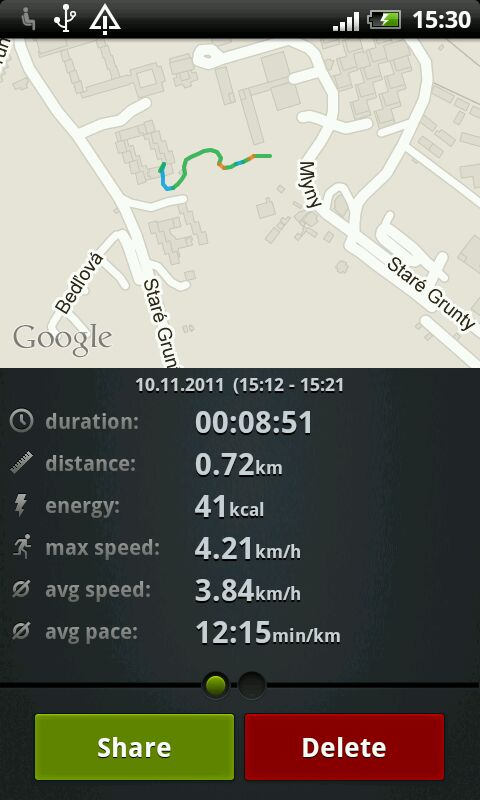 15:30
Mlyny
Bedľová
Staré Grunty
Staré Grun
Google
10.11.2011 (15:12 - 15:21
duration: 00:08:51
distance: 0.72km
energy: 41kcal
max speed: 4.21km/h
avg speed: 3.84km/h
avg pace: 12:15min/km
Share Delete